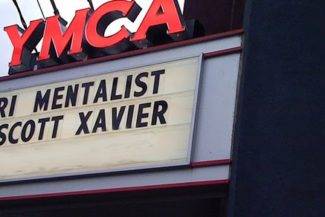 YMCA
RI MENTALIST
SCOTT XAVIER